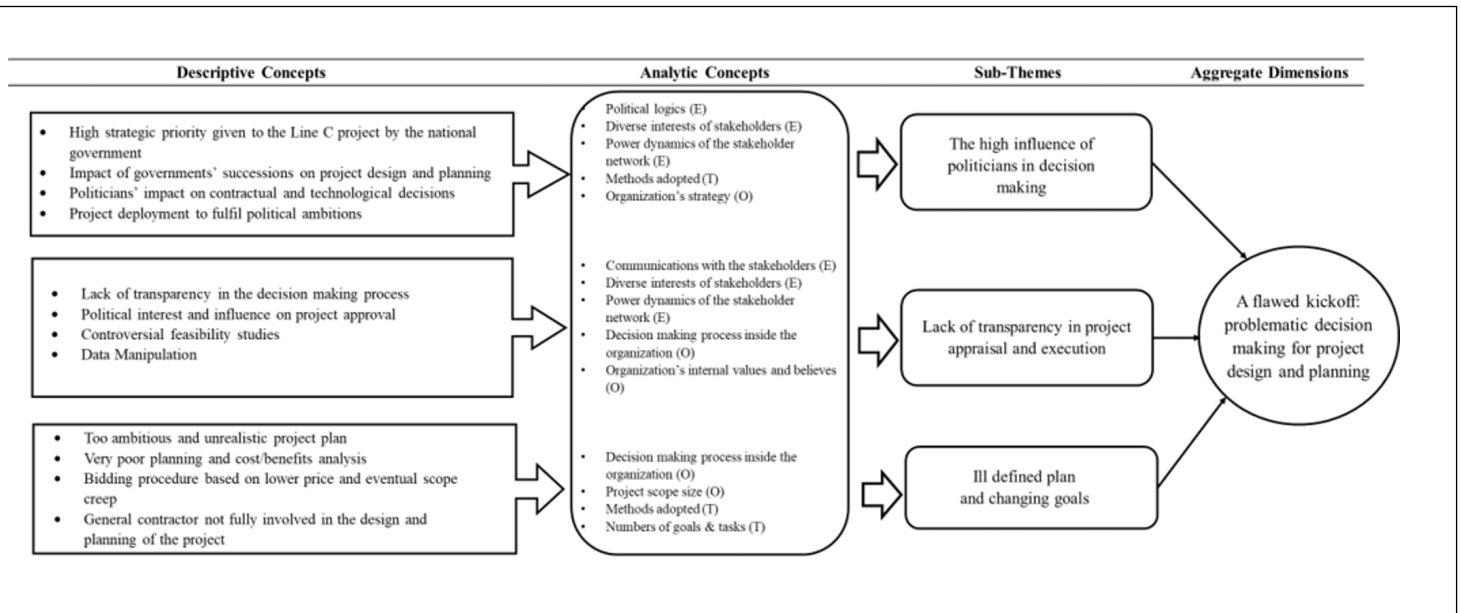 Descriptive Concepts
Analytic Concepts
Sub-Themes
Aggregate Dimensions
• High strategic priority given to the Line C project by the national
government
• Impact of governments’ successions on project design and planning
• Politicians’ impact on contractual and technological decisions
• Project deployment to fulfil political ambitions
• Political logics (E)
• Diverse interests of stakeholders (E)
• Power dynamics of the stakeholder
network (E)
• Methods adopted (T)
• Organization’s strategy (O)
The high influence of
politicians in decision
making
• Lack of transparency in the decision making process
• Political interest and influence on project approval
• Controversial feasibility studies
• Data Manipulation
• Communications with the stakeholders (E)
• Diverse interests of stakeholders (E)
• Power dynamics of the stakeholder
network (E)
• Decision making process inside the
organization (O)
• Organization’s internal values and believes
(O)
Lack of transparency in project
appraisal and execution
A flawed kickoff:
problematic decision
making for project
design and planning
• Too ambitious and unrealistic project plan
• Very poor planning and cost/benefits analysis
• Bidding procedure based on lower price and eventual scope
creep
• General contractor not fully involved in the design and
planning of the project
• Decision making process inside the
organization (O)
• Project scope size (O)
• Methods adopted (T)
• Numbers of goals & tasks (T)
Ill defined plan
and changing goals